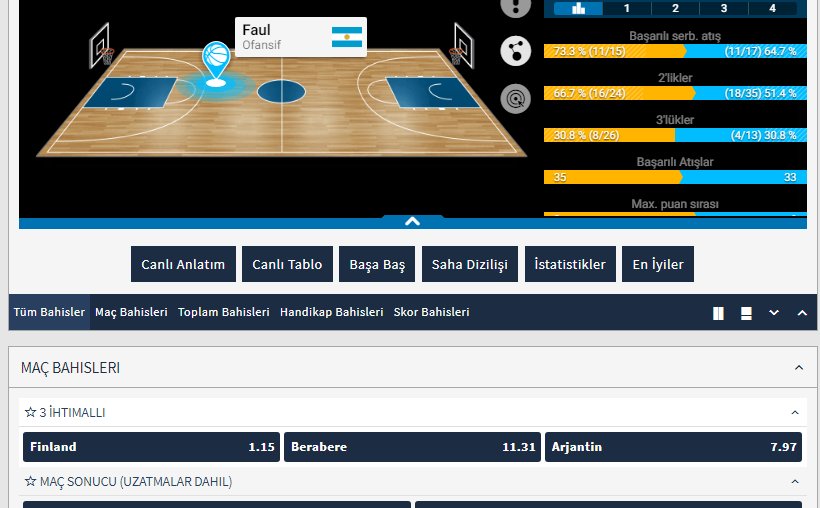 Faul
Ofansif
1 2 3 4
Başarılı serb. atış
73.3 % (11/15) (11/17) 64.7 %
2'likler
66.7 % (16/24) (18/35) 51.4 %
3'lükler
30.8 % (8/26) (4/13) 30.8 %
Başarılı Atışlar
35 33
Max. puan sırası
Canlı Anlatım Canlı Tablo Başa Baş Saha Dizilişi İstatistikler En İyiler
Tüm Bahisler Maç Bahisleri Toplam Bahisleri Handikap Bahisleri Skor Bahisleri
MAÇ BAHISLERI
3 İHTIMALLI
Finland 1.15 Berabere 11.31 Arjantin 7.97
MAÇ SONUCU (UZATMALAR DAHIL)